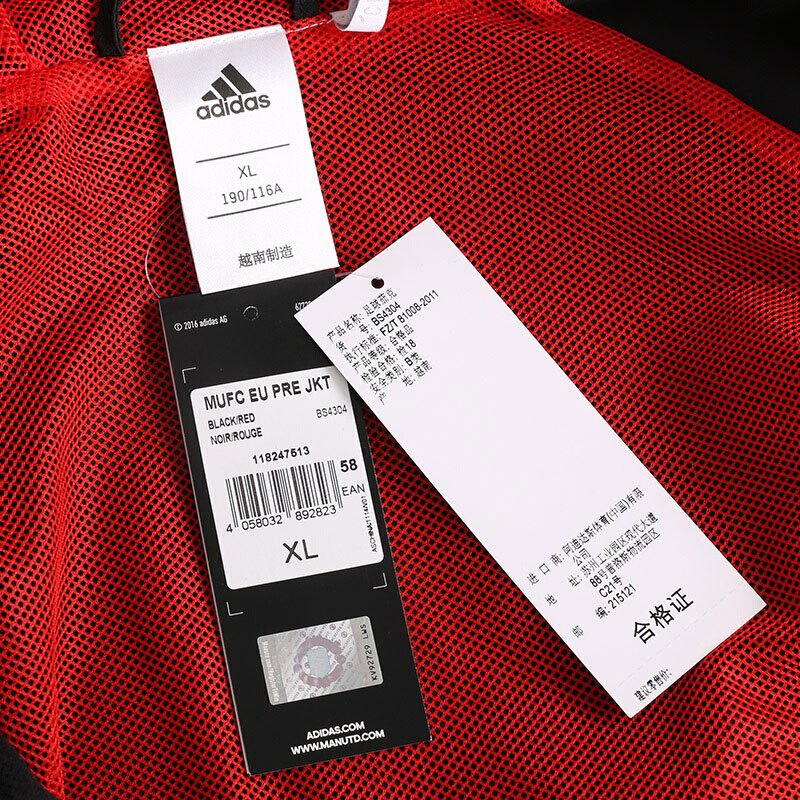 adidas
XL
190/116A
越南制造
© 2016 adidas AG
MUFC EU PRE JKT
BLACK/RED
BS4304
NOIR/ROUGE
118247513
58
EAN
4 058032 892823
XL
KV92729 LWS
ADIDAS.COM
WWW.MANUTD.COM
产品名称: 足球茄克
货 号: BS4304
执行标准: FZ/T 81008-2011
产品等级: 合格品
检验合格: 检18
安全类别: B类
产 地: 越南
进 口 商: 阿迪达斯体育(中国)有限
公司
地 址: 苏州工业园区现代大道
88号普洛斯物流园
C21号
邮 编: 215121
合格证
建议零售价: